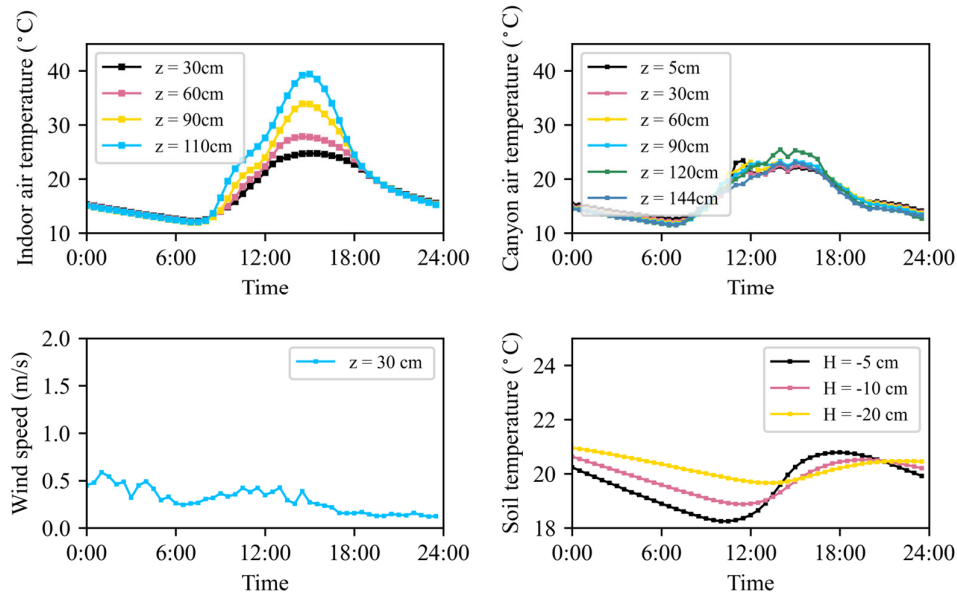 Indoor air temperature (°C)
40
30
20
10
z = 30cm
z = 60cm
z = 90cm
z = 110cm
0:00 6:00 12:00 18:00 24:00
Time
Canyon air temperature (°C)
40
30
20
10
z = 5cm
z = 30cm
z = 60cm
z = 90cm
z = 120cm
z = 144cm
0:00 6:00 12:00 18:00 24:00
Time
Wind speed (m/s)
2.0
1.5
1.0
0.5
0.0
z = 30 cm
0:00 6:00 12:00 18:00 24:00
Time
Soil temperature (°C)
24
22
20
18
H = -5 cm
H = -10 cm
H = -20 cm
0:00 6:00 12:00 18:00 24:00
Time